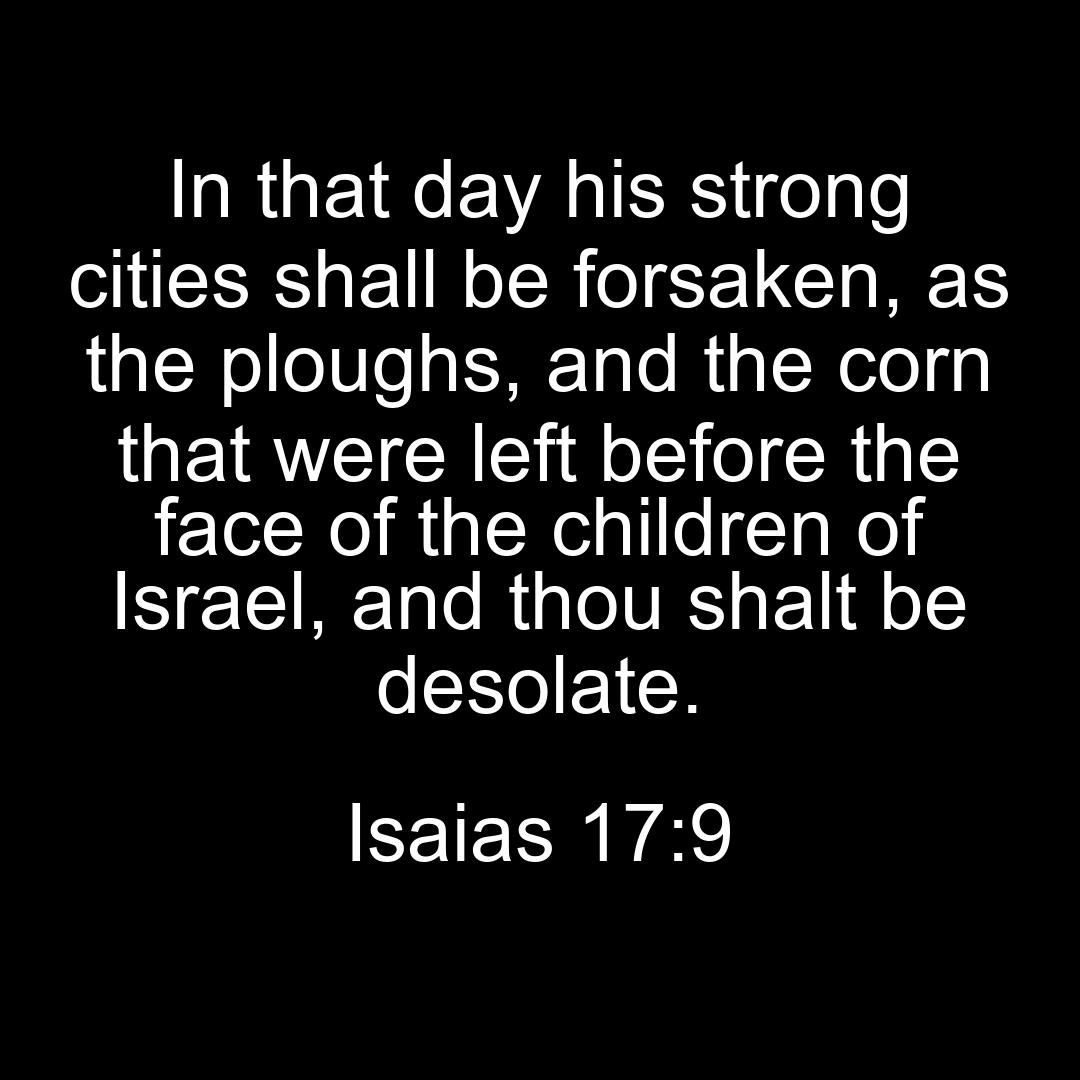 In that day his strong
cities shall be forsaken, as
the ploughs, and the corn
that were left before the
face of the children of
Israel, and thou shalt be
desolate.
Isaias 17:9